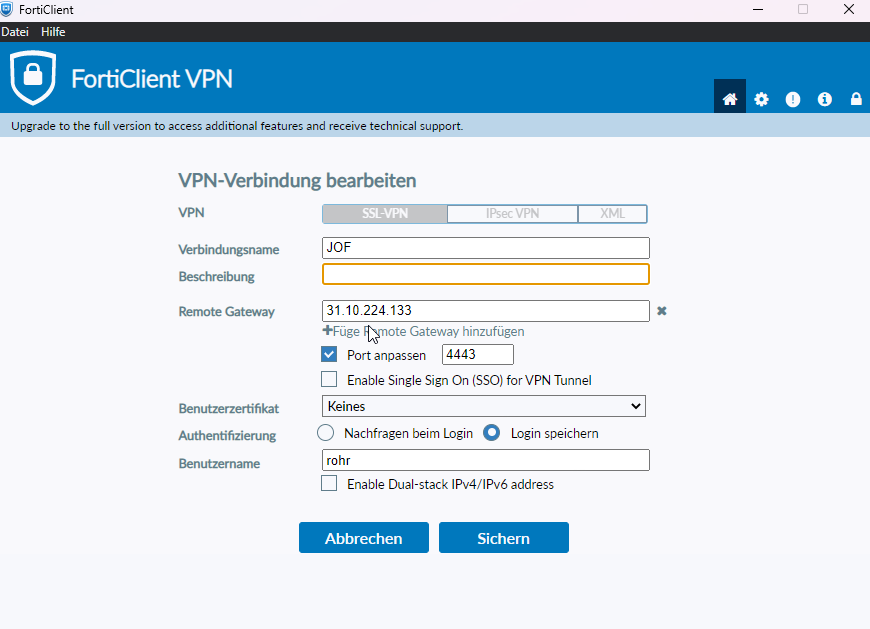 FortiClient
Datei Hilfe
FortiClient VPN
Upgrade to the full version to access additional features and receive technical support.
VPN-Verbindung bearbeiten
VPN SSL-VPN IPsec VPN XML
Verbindungsname JOF
Beschreibung
Remote Gateway 31.10.224.133
+Füge Remote Gateway hinzufügen
Port anpassen 4443
Enable Single Sign On (SSO) for VPN Tunnel
Benutzerzertifikat Keines
Authentifizierung Nachfragen beim Login Login speichern
Benutzername rohr
Enable Dual-stack IPv4/IPv6 address
Abbrechen Sichern